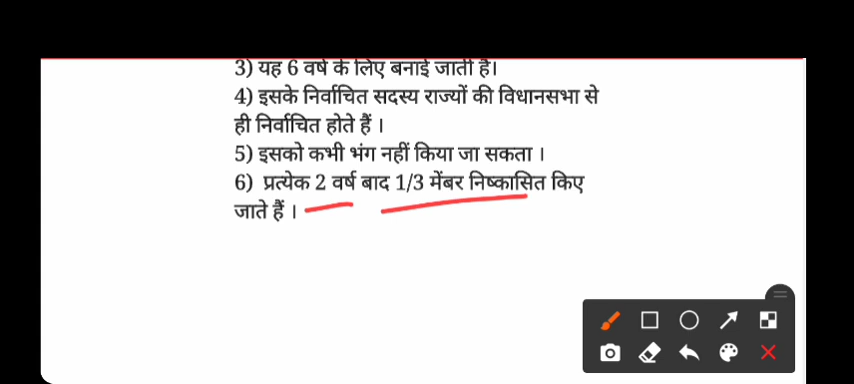 3) यह 6 वर्ष के लिए बनाई जाती है।
4) इसके निर्वाचित सदस्य राज्यों की विधानसभा से
ही निर्वाचित होते हैं ।
5) इसको कभी भंग नहीं किया जा सकता ।
6) प्रत्येक 2 वर्ष बाद 1/3 मेंबर निष्कासित किए
जाते हैं ।